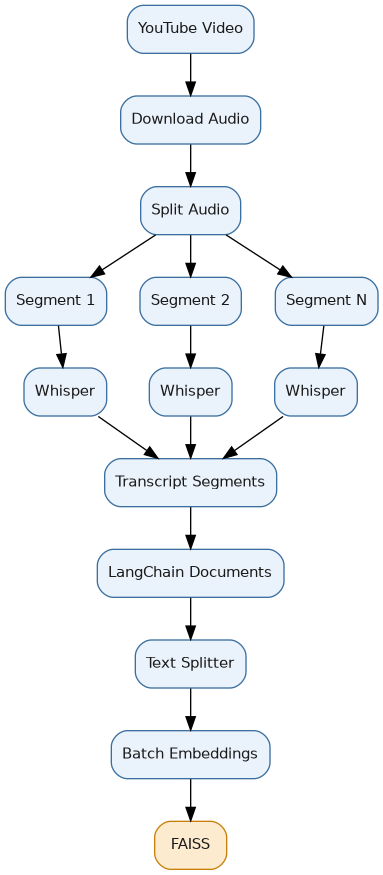 YouTube Video
Download Audio
Split Audio
Segment 1
Segment 2
Segment N
Whisper
Whisper
Whisper
Transcript Segments
LangChain Documents
Text Splitter
Batch Embeddings
FAISS